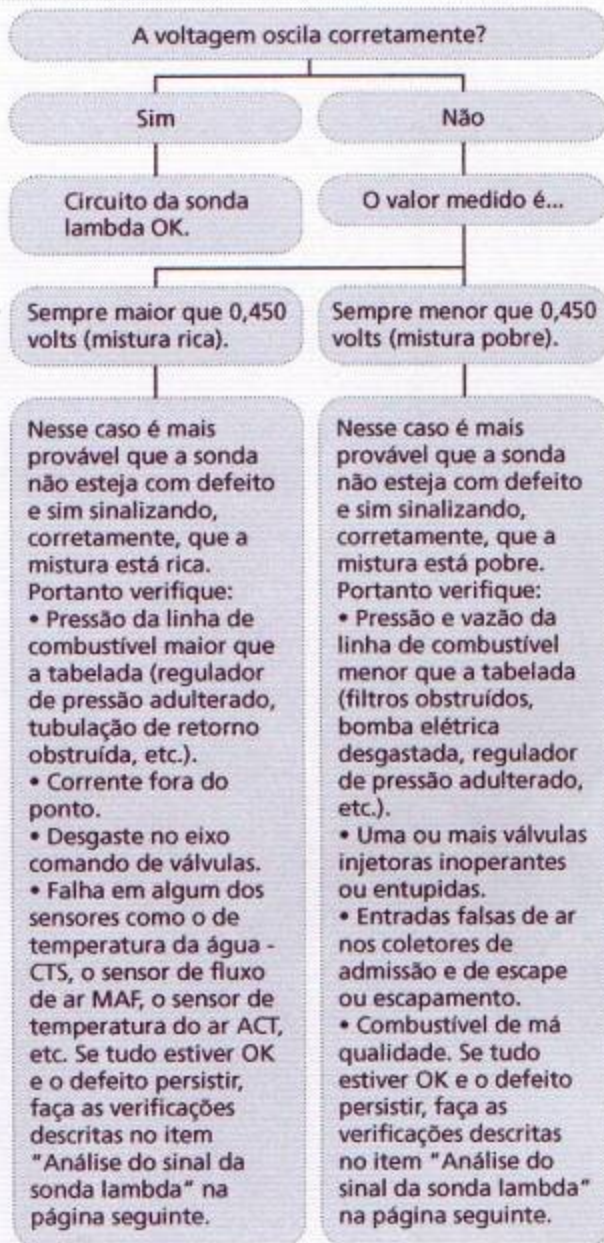 A voltagem oscila corretamente?
Sim
Não
Circuito da sonda
lambda OK.
O valor medido é...
Sempre maior que 0,450
volts (mistura rica).
Sempre menor que 0,450
volts (mistura pobre).
Nesse caso é mais
provável que a sonda
não esteja com defeito
e sim sinalizando,
corretamente, que a
mistura está rica.
Portanto verifique:
• Pressão da linha de
combustível maior que
a tabelada (regulador
de pressão adulterado,
tubulação de retorno
obstruída, etc.).
• Corrente fora do
ponto.
• Desgaste no eixo
comando de válvulas.
• Falha em algum dos
sensores como o de
temperatura da água -
CTS, o sensor de fluxo
de ar MAF, o sensor de
temperatura do ar ACT,
etc. Se tudo estiver OK
e o defeito persistir,
faça as verificações
descritas no item
"Análise do sinal da
sonda lambda" na
página seguinte.
Nesse caso é mais
provável que a sonda
não esteja com defeito
e sim sinalizando,
corretamente, que a
mistura está pobre.
Portanto verifique:
• Pressão e vazão da
linha de combustível
menor que a tabelada
(filtros obstruídos,
bomba elétrica
desgastada, regulador
de pressão adulterado,
etc.).
• Uma ou mais válvulas
injetoras inoperantes
ou entupidas.
• Entradas falsas de ar
nos coletores de
admissão e de escape
ou escapamento.
• Combustível de má
qualidade. Se tudo
estiver OK e o defeito
persistir, faça as
verificações descritas
no item "Análise do
sinal da sonda lambda"
na página seguinte.